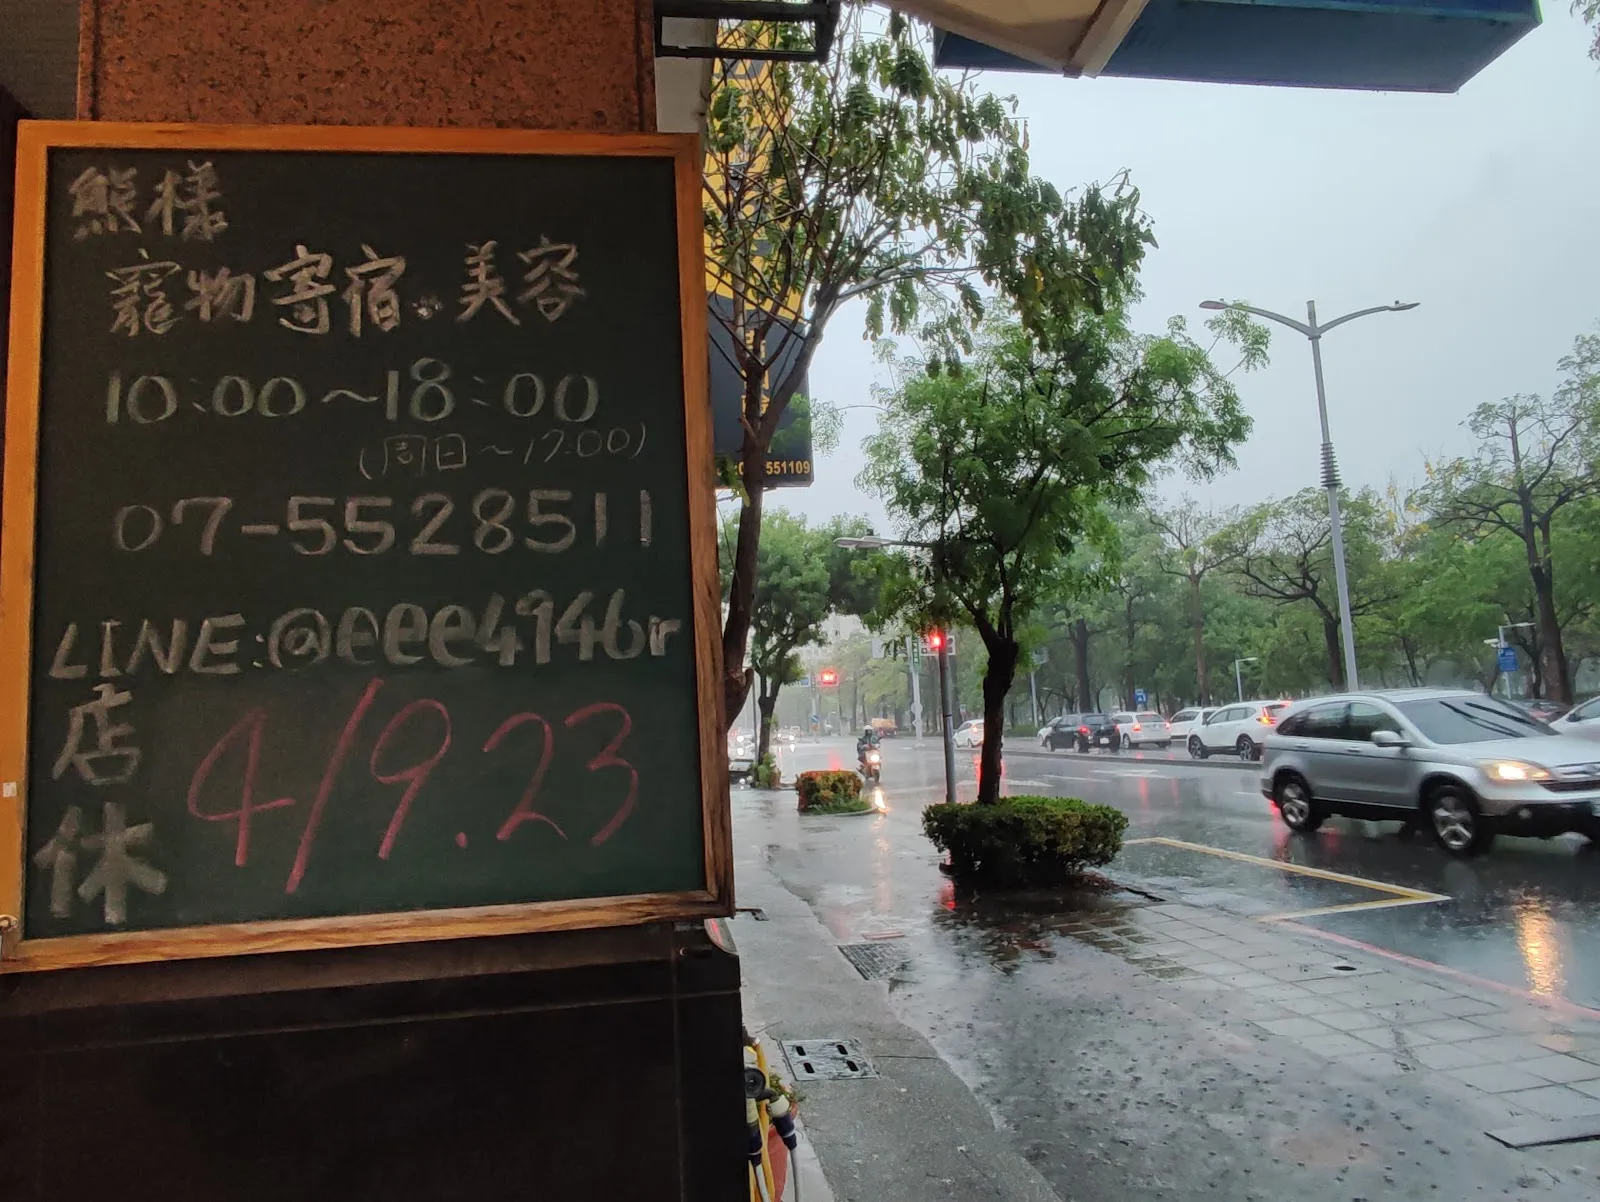 熊樣
寵物寄宿、美容
10:00～18:00
(周日～17:00)
07-5528511
LINE:@eee4946ir
店休 4/9.23
551109